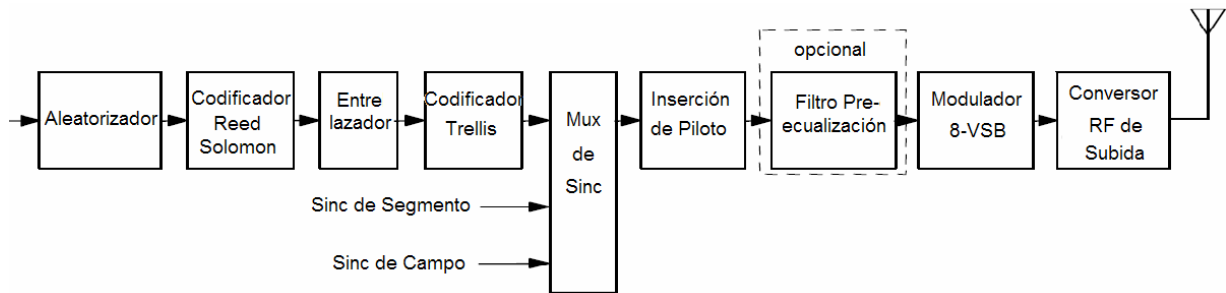 opcional
Aleatorizador
Codificador
Reed
Solomon
Entre
lazador
Codificador
Trellis
Mux
de
Sinc
Inserción
de Piloto
Filtro Pre-
ecualización
Modulador
8-VSB
Conversor
RF de
Subida
Sinc de Segmento
Sinc de Campo